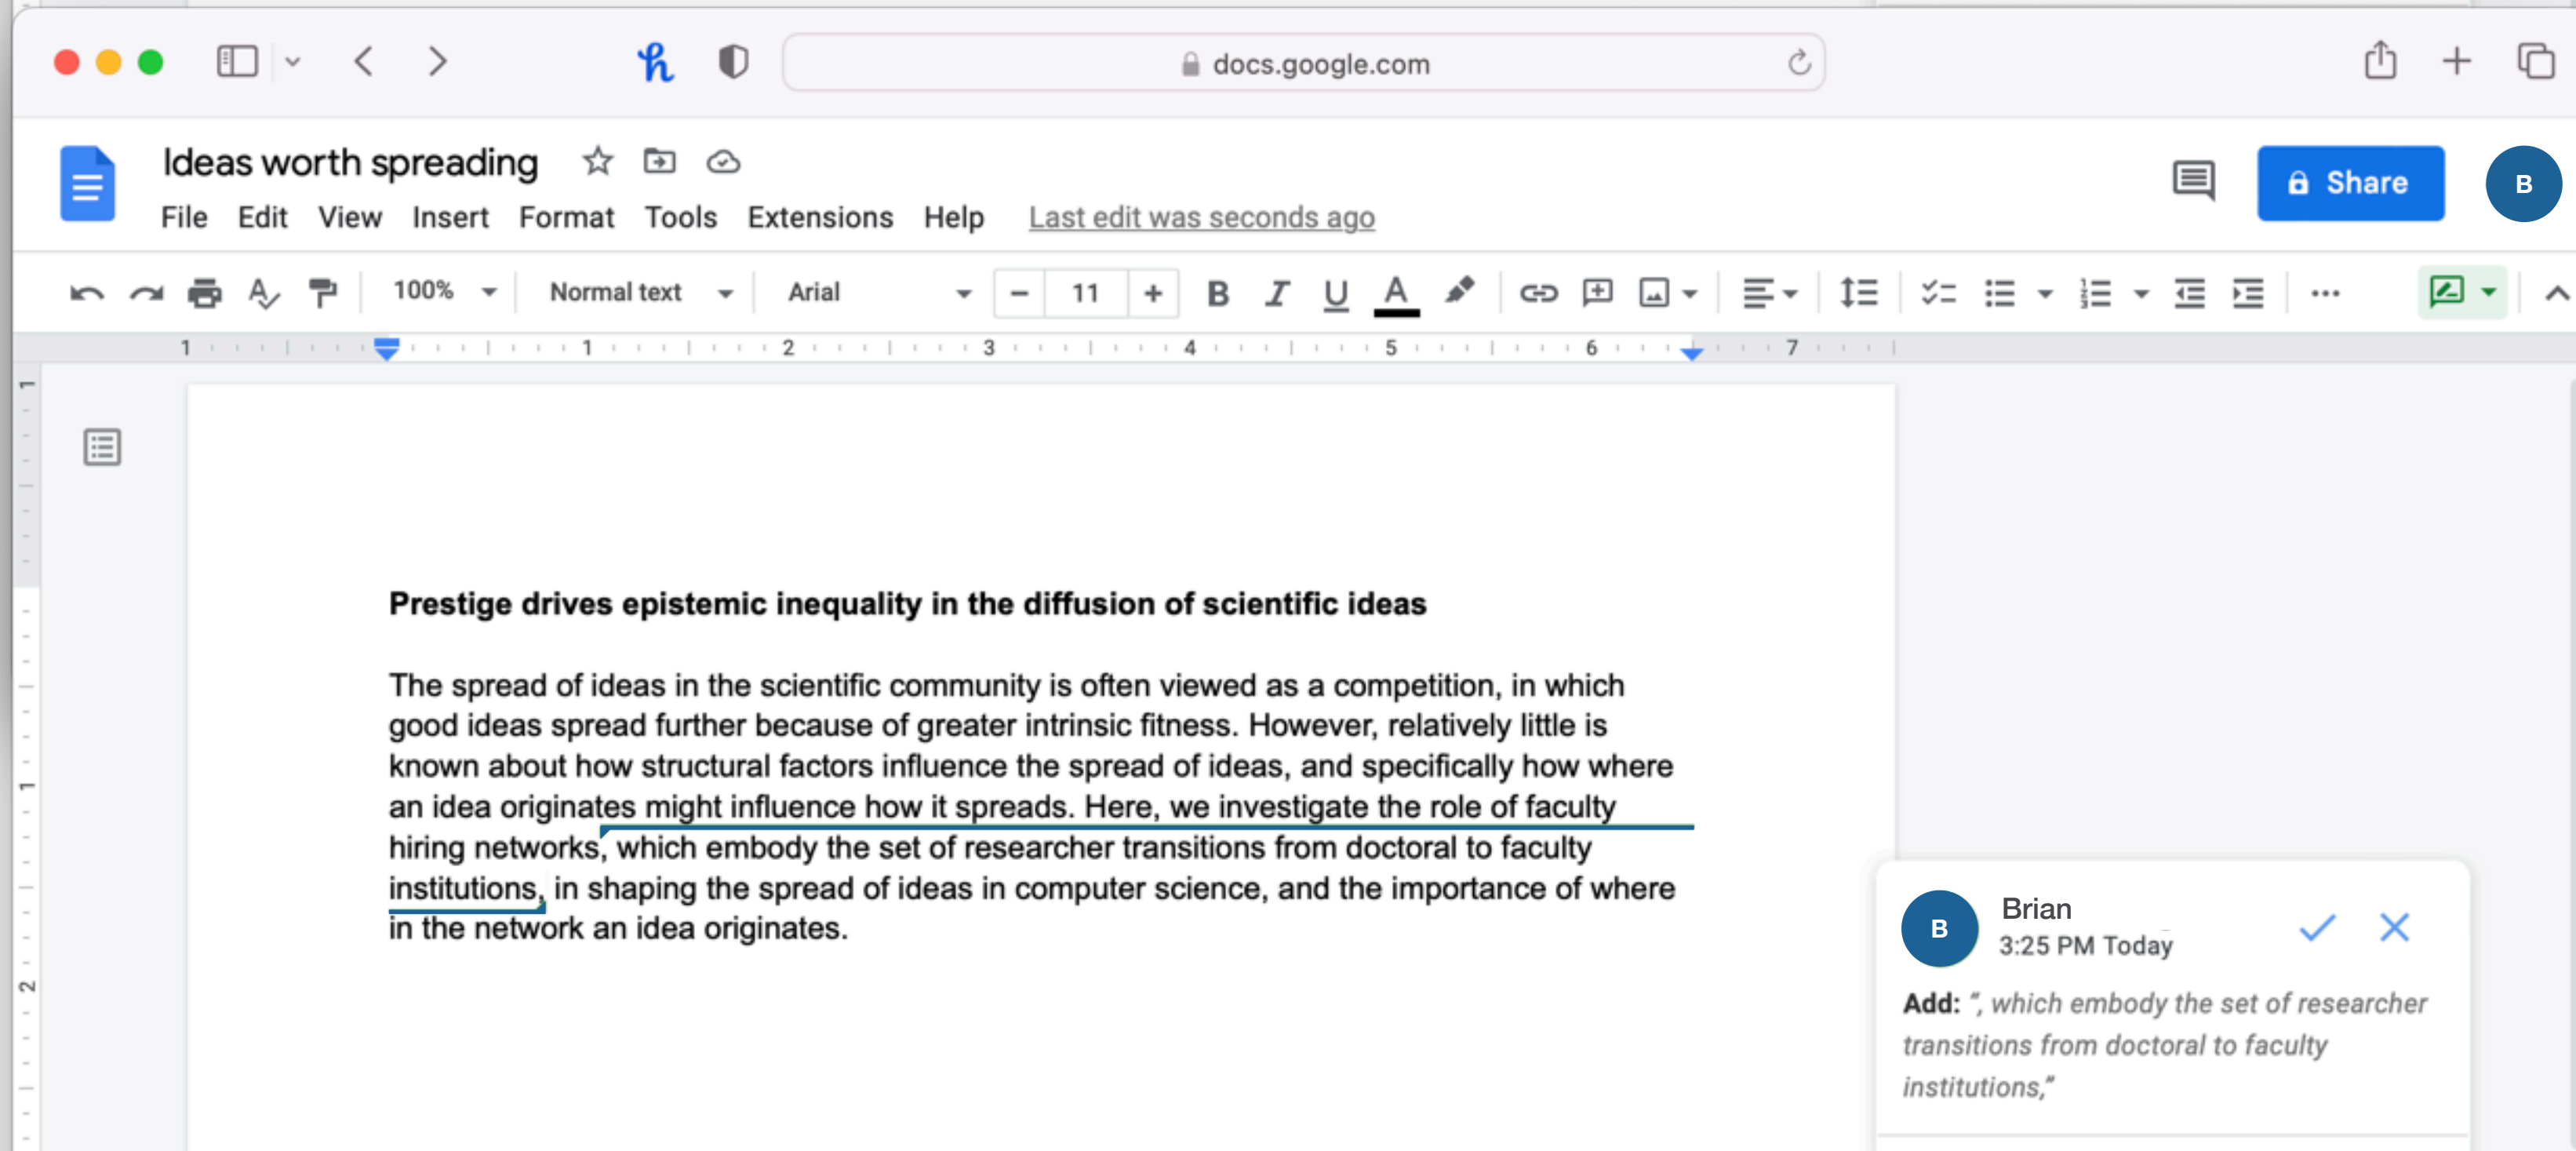 docs.google.com
Ideas worth spreading
File Edit View Insert Format Tools Extensions Help Last edit was seconds ago
Share
B
100% Normal text Arial − 11 + B I U A
1 1 2 3 4 5 6 7
1
1
2
Prestige drives epistemic inequality in the diffusion of scientific ideas
The spread of ideas in the scientific community is often viewed as a competition, in which
good ideas spread further because of greater intrinsic fitness. However, relatively little is
known about how structural factors influence the spread of ideas, and specifically how where
an idea originates might influence how it spreads. Here, we investigate the role of faculty
hiring networks, which embody the set of researcher transitions from doctoral to faculty
institutions, in shaping the spread of ideas in computer science, and the importance of where
in the network an idea originates.
B
Brian
3:25 PM Today
Add: “, which embody the set of researcher
transitions from doctoral to faculty
institutions,”